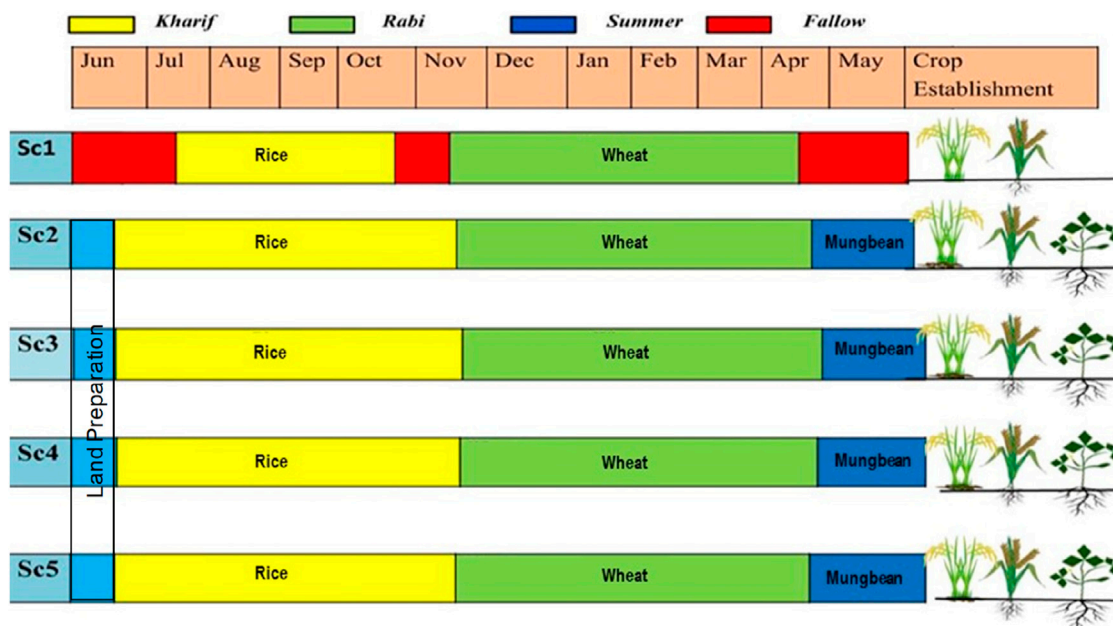 Kharif Rabi Summer Fallow
Jun Jul Aug Sep Oct Nov Dec Jan Feb Mar Apr May Crop
Establishment
Sc1 Rice Wheat
Sc2 Rice Wheat Mungbean
Sc3 Rice Wheat Mungbean
Land Preparation
Sc4 Rice Wheat Mungbean
Sc5 Rice Wheat Mungbean